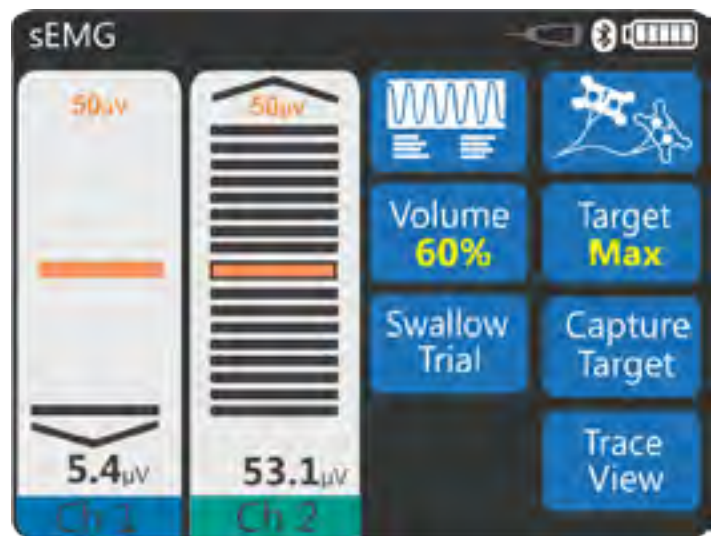 sEMG
50µV
50µV
5.4µV
53.1µV
Ch 1
Ch 2
Volume
60%
Target
Max
Swallow
Trial
Capture
Target
Trace
View